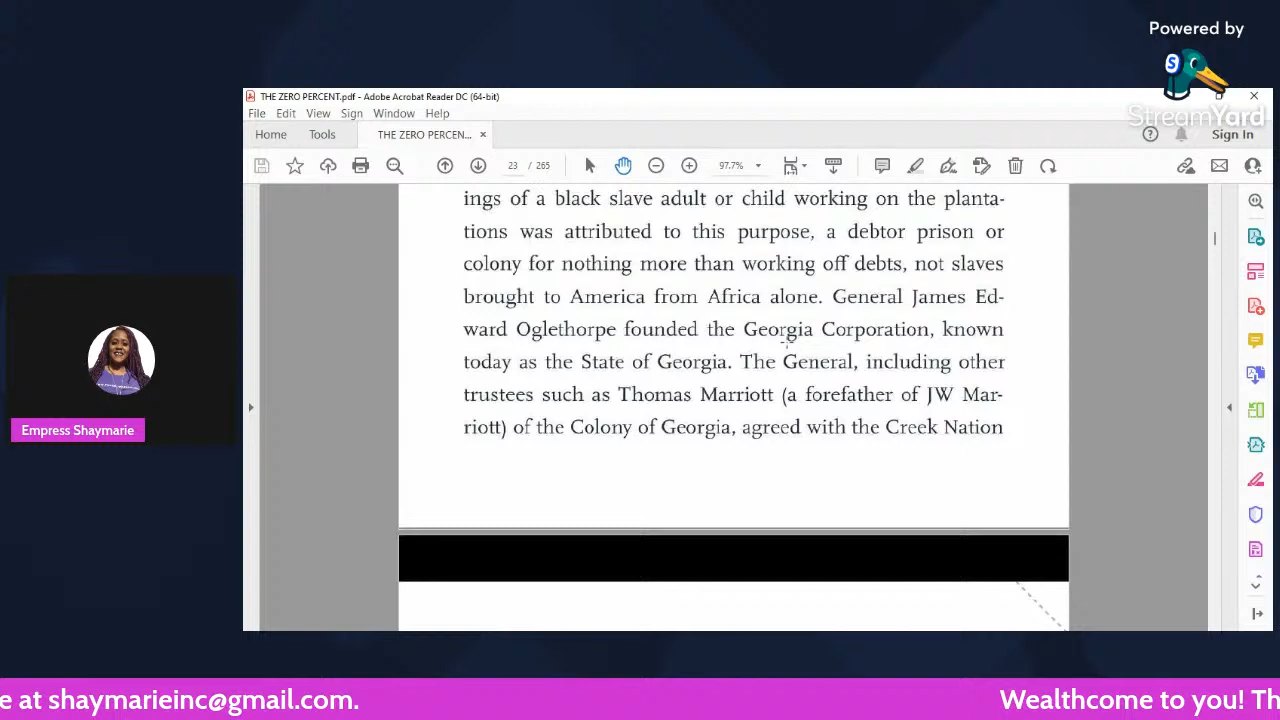 Powered by
S
StreamYard
THE ZERO PERCENT.pdf - Adobe Acrobat Reader DC (64-bit)
File Edit View Sign Window Help
Home Tools THE ZERO PERCEN... × Sign In
23 / 265 97.7%
ings of a black slave adult or child working on the planta-
tions was attributed to this purpose, a debtor prison or
colony for nothing more than working off debts, not slaves
brought to America from Africa alone. General James Ed-
ward Oglethorpe founded the Georgia Corporation, known
today as the State of Georgia. The General, including other
trustees such as Thomas Marriott (a forefather of JW Mar-
riott) of the Colony of Georgia, agreed with the Creek Nation
Empress Shaymarie
e at shaymarieinc@gmail.com. Wealthcome to you! Th